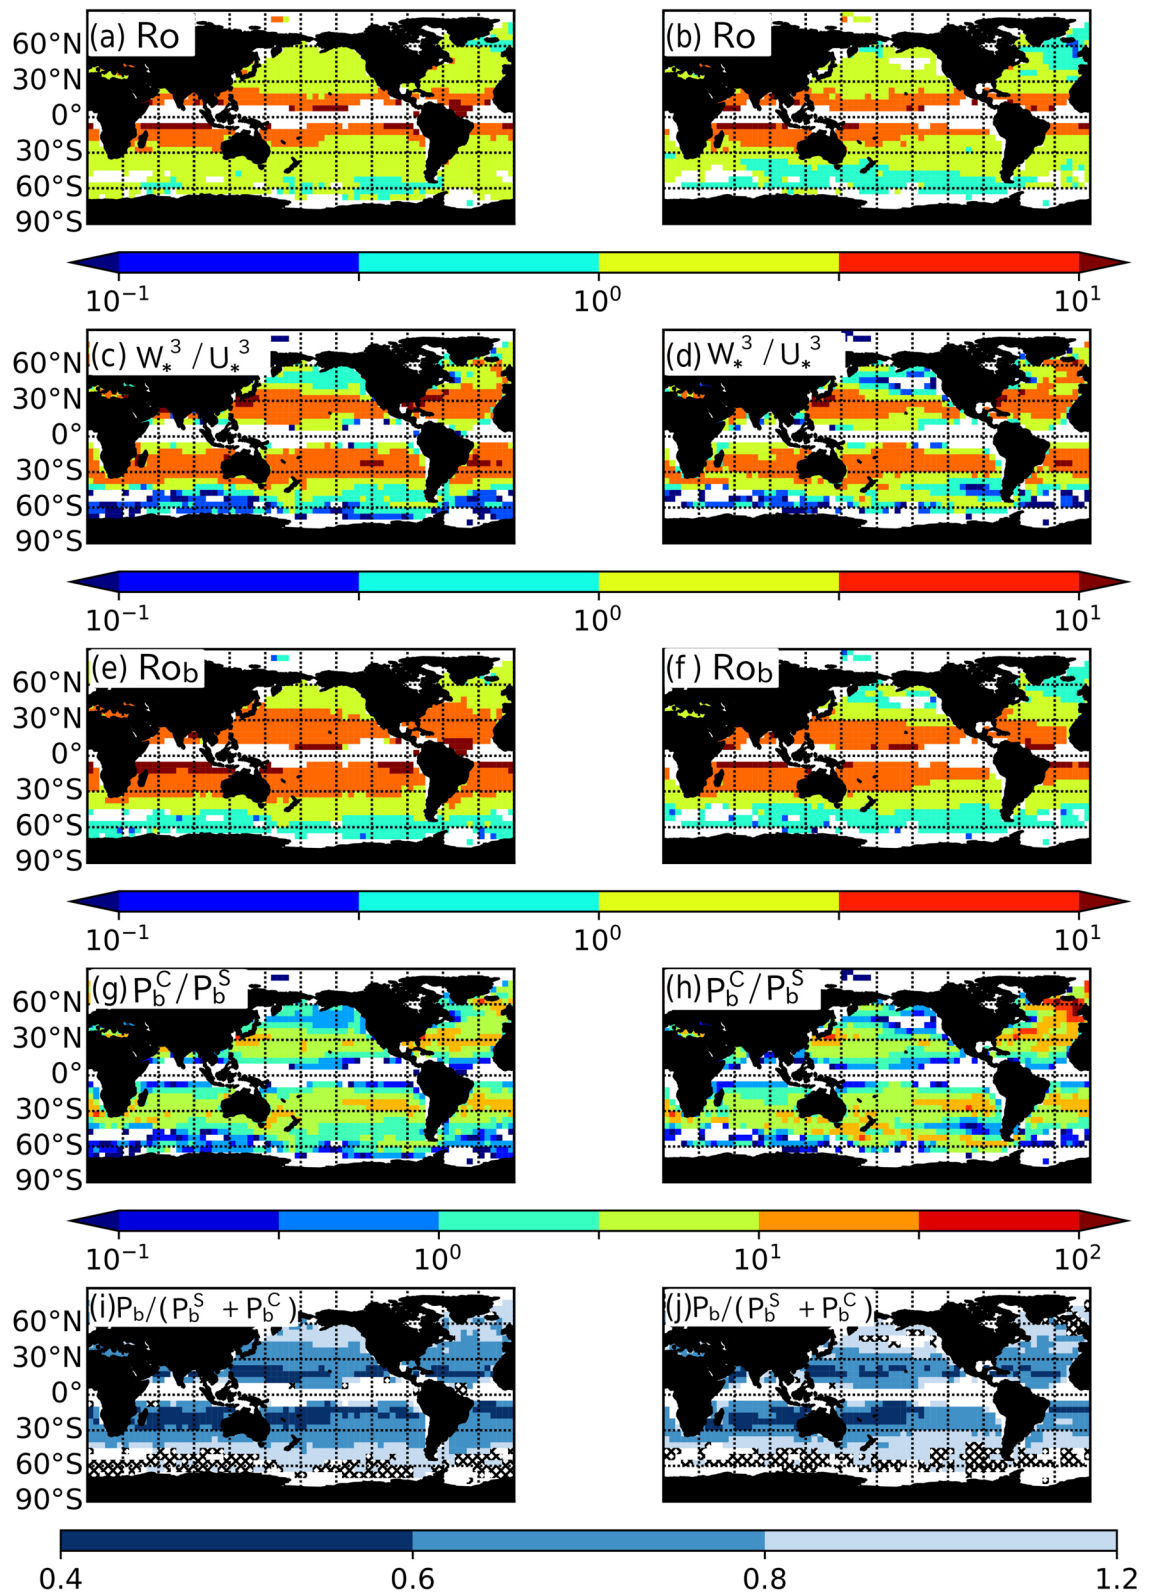 (a) Ro
(b) Ro
60°N
30°N
0°
30°S
60°S
90°S
10⁻¹ 10⁰ 10¹
(c) W*³/U*³
(d) W*³/U*³
60°N
30°N
0°
30°S
60°S
90°S
10⁻¹ 10⁰ 10¹
(e) Rob
(f) Rob
60°N
30°N
0°
30°S
60°S
90°S
10⁻¹ 10⁰ 10¹
(g) PbC/PbS
(h) PbC/PbS
60°N
30°N
0°
30°S
60°S
90°S
10⁻¹ 10⁰ 10¹ 10²
(i) Pb/(PbS + PbC)
(j) Pb/(PbS + PbC)
60°N
30°N
0°
30°S
60°S
90°S
0.4 0.6 0.8 1.2